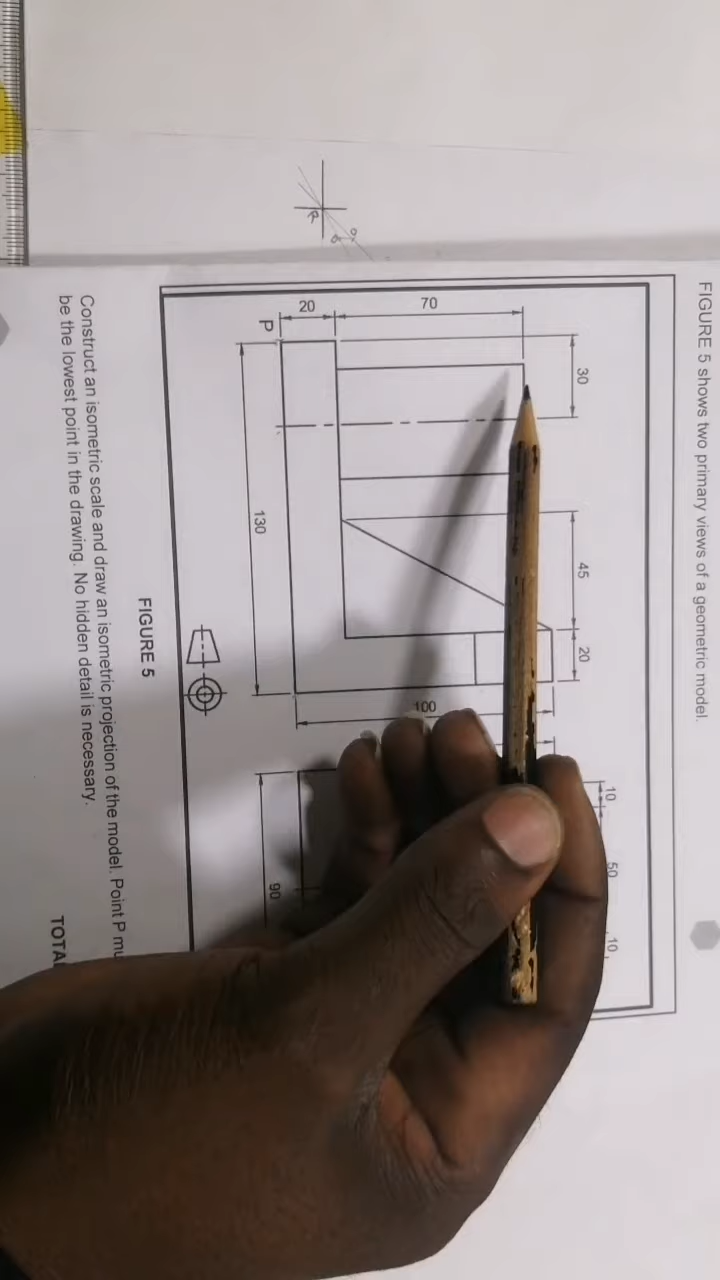 FIGURE 5 shows two primary views of a geometric model.
30
45
20
10
50
10
70
20
P
100
130
90
FIGURE 5
Construct an isometric scale and draw an isometric projection of the model. Point P
be the lowest point in the drawing. No hidden detail is necessary.
R